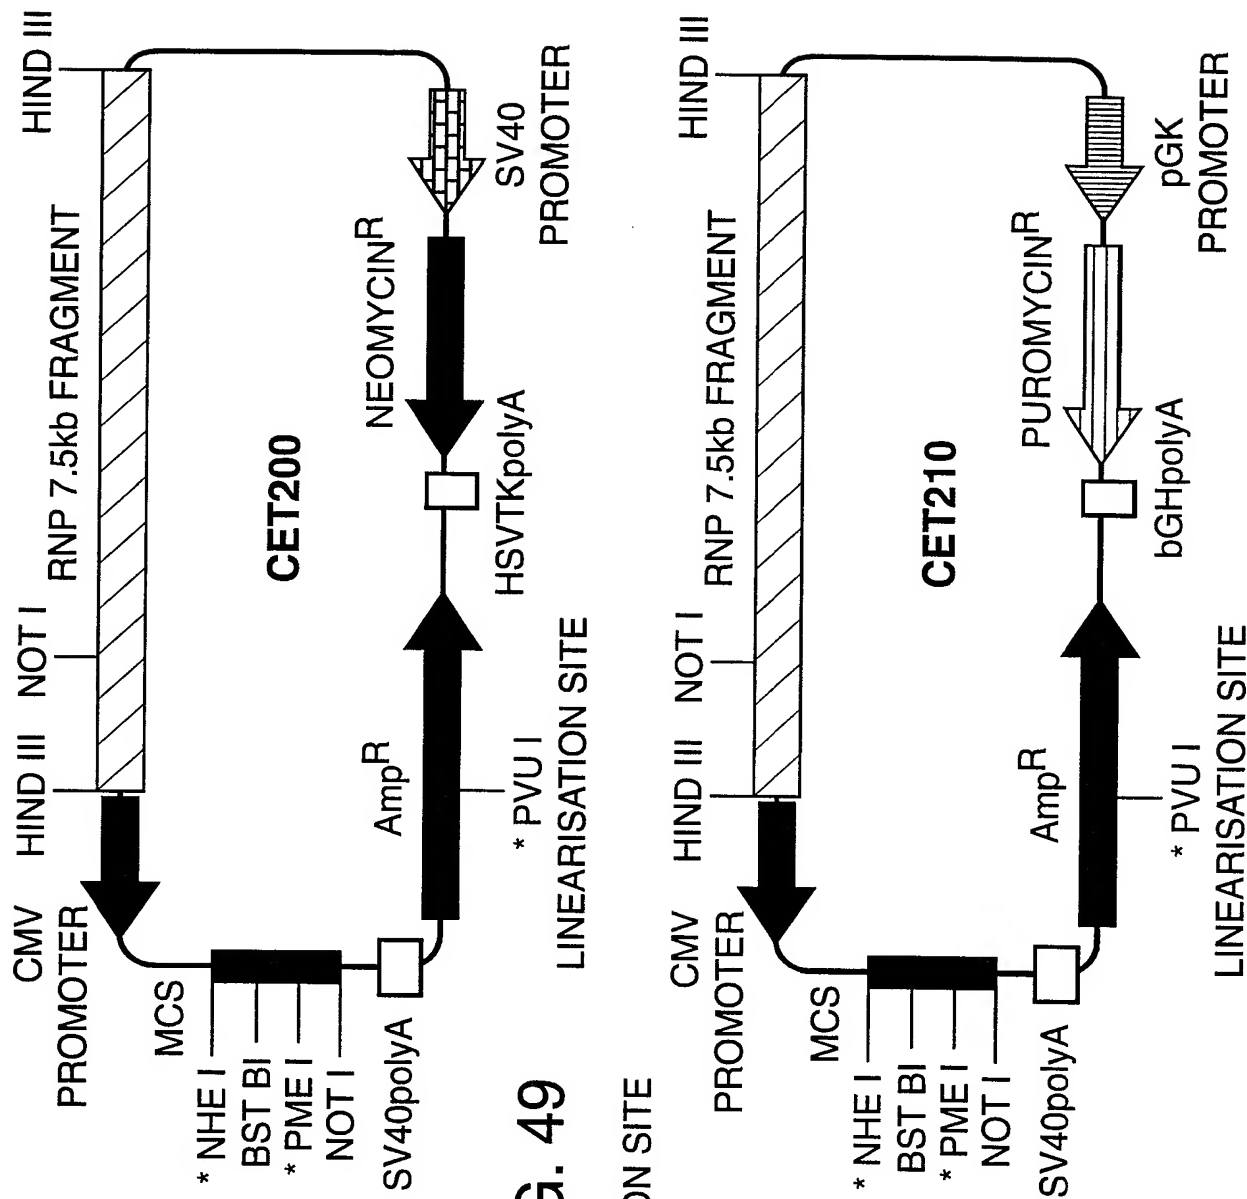 CMV
PROMOTER
HIND III
NOT I
RNP 7.5kb FRAGMENT
HIND III
MCS
* NHE I
BST BI
* PME I
NOT I
SV40polyA
CET200
AmpR
NEOMYCINR
* PVU I
LINEARISATION SITE
HSVTKpolyA
SV40
PROMOTER
G. 49
ON SITE
CMV
PROMOTER
HIND III
NOT I
RNP 7.5kb FRAGMENT
HIND III
MCS
* NHE I
BST BI
* PME I
NOT I
SV40polyA
CET210
AmpR
PUROMYCINR
* PVU I
LINEARISATION SITE
bGHpolyA
pGK
PROMOTER